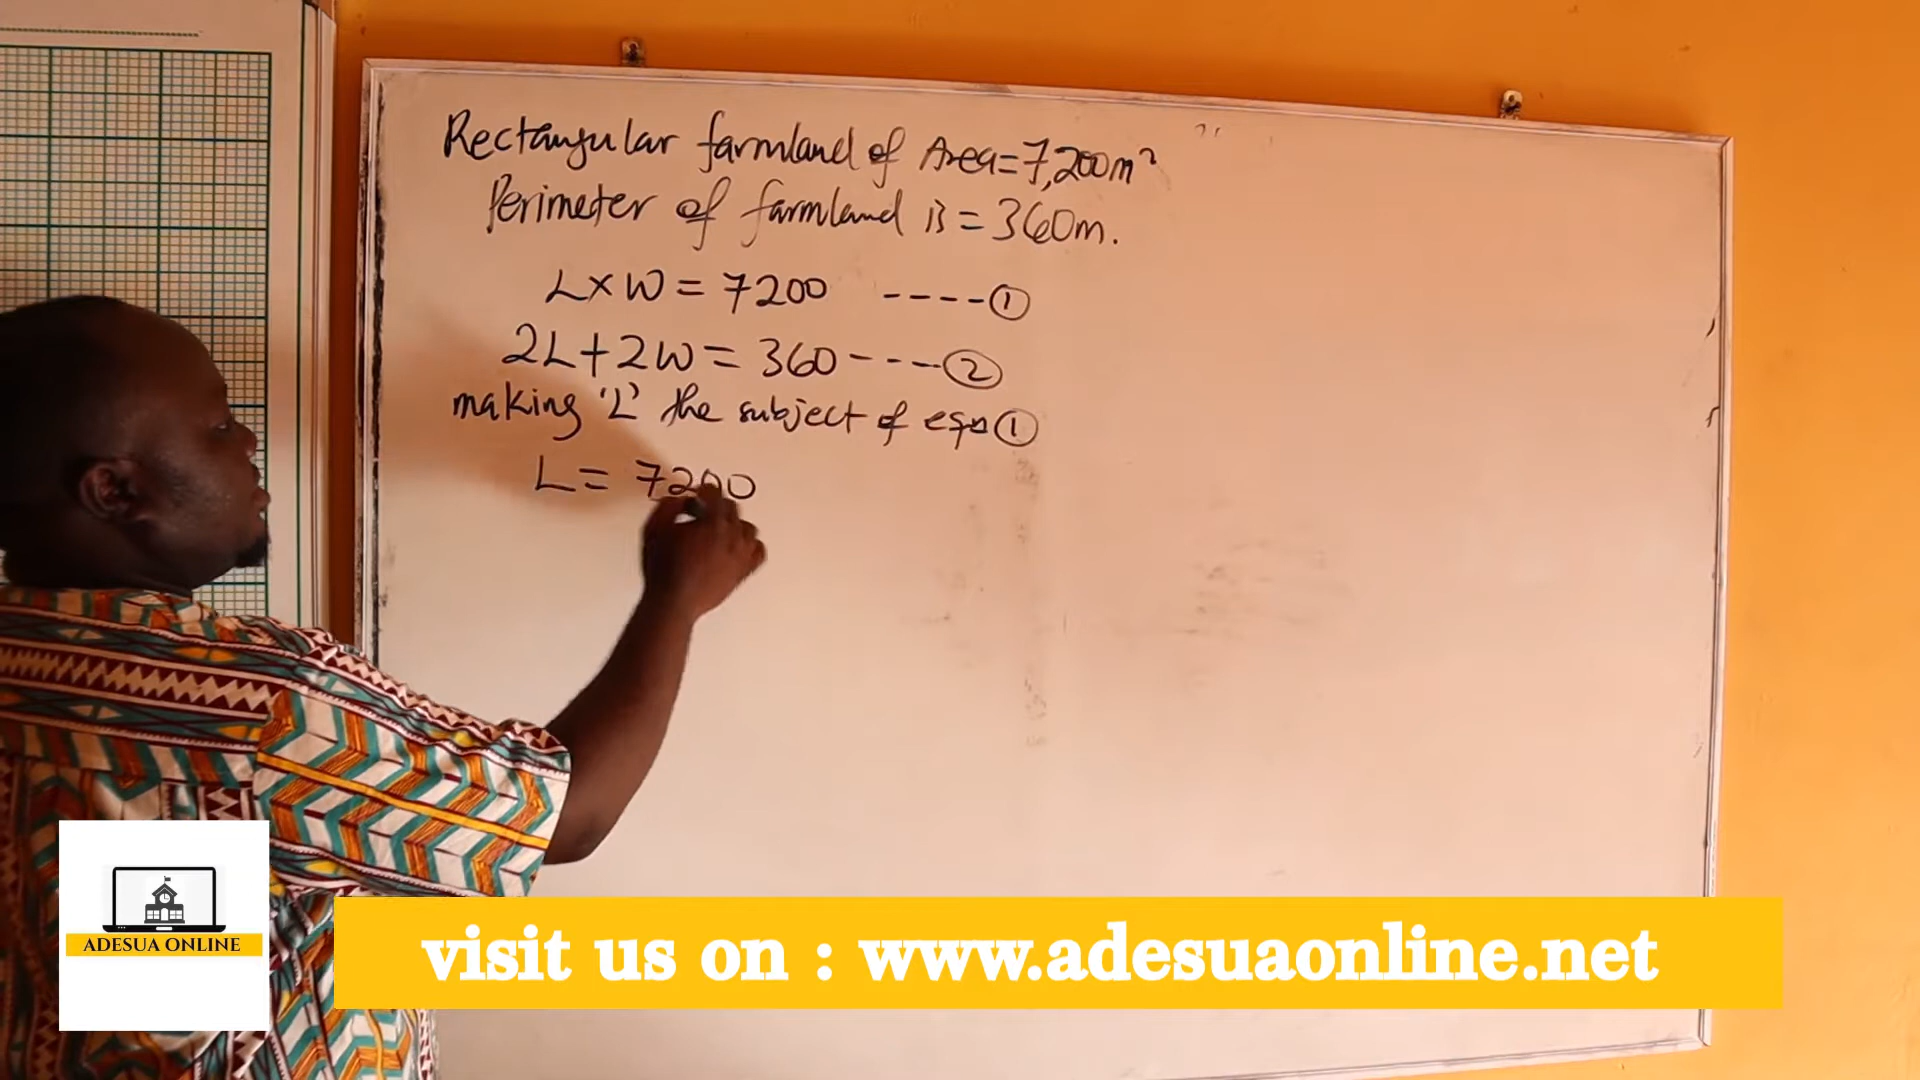 Rectangular farmland of Area=7,200m²
Perimeter of farmland is = 360m.
L×W = 7200 ----①
2L+2W = 360 ----②
making 'L' the subject of eqn ①
L = 7200
ADESUA ONLINE
visit us on : www.adesuaonline.net